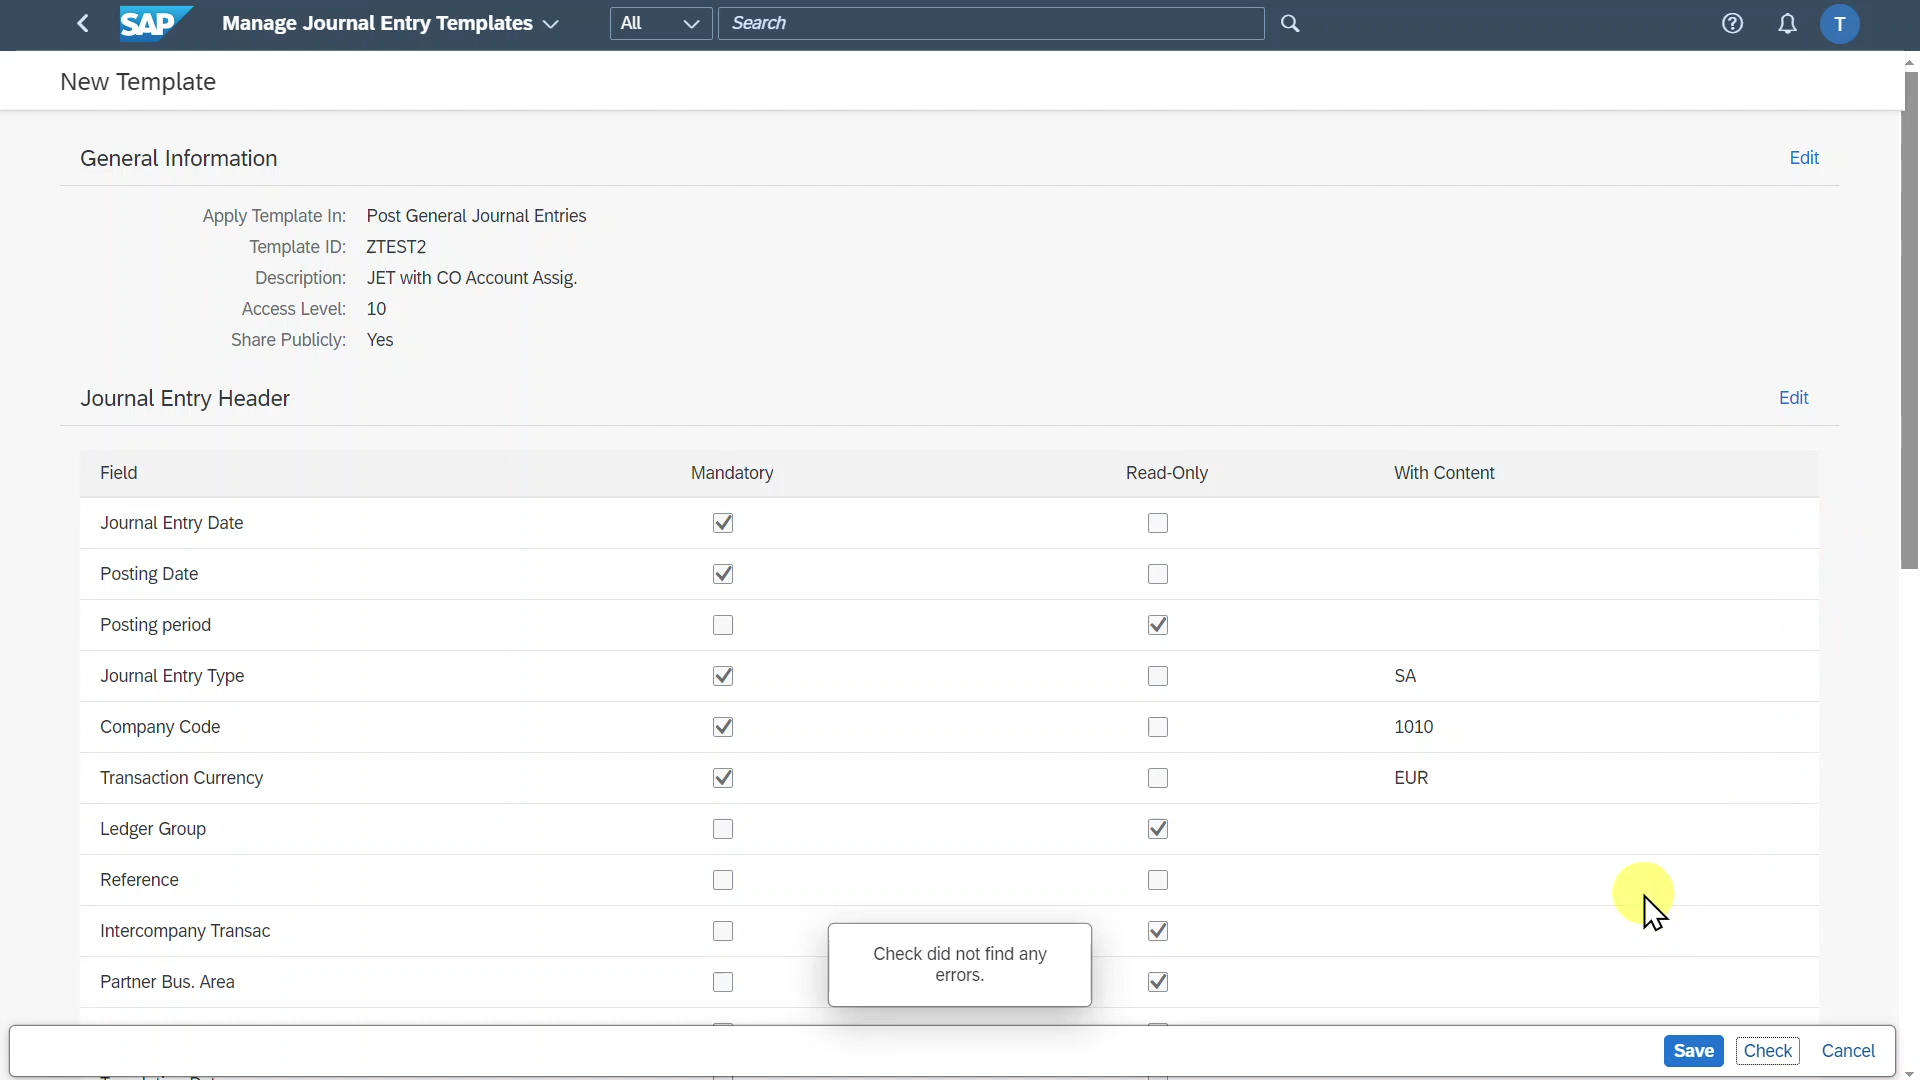 SAP Manage Journal Entry Templates All Search T
New Template
General Information Edit
Apply Template In: Post General Journal Entries
Template ID: ZTEST2
Description: JET with CO Account Assig.
Access Level: 10
Share Publicly: Yes
Journal Entry Header Edit
Field Mandatory Read-Only With Content
Journal Entry Date
Posting Date
Posting period
Journal Entry Type SA
Company Code 1010
Transaction Currency EUR
Ledger Group
Reference
Intercompany Transac
Partner Bus. Area
Check did not find any
errors.
Save Check Cancel